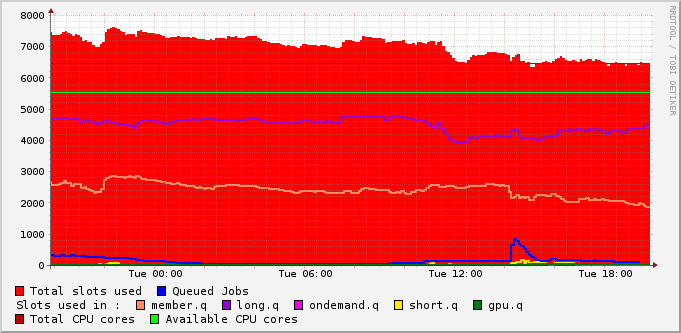 8000
7000
6000
5000
4000
3000
2000
1000
0
Tue 00:00 Tue 06:00 Tue 12:00 Tue 18:00
RRDTOOL / TOBI OETIKER
Total slots used Queued Jobs
Slots used in : member.q long.q ondemand.q short.q gpu.q
Total CPU cores Available CPU cores